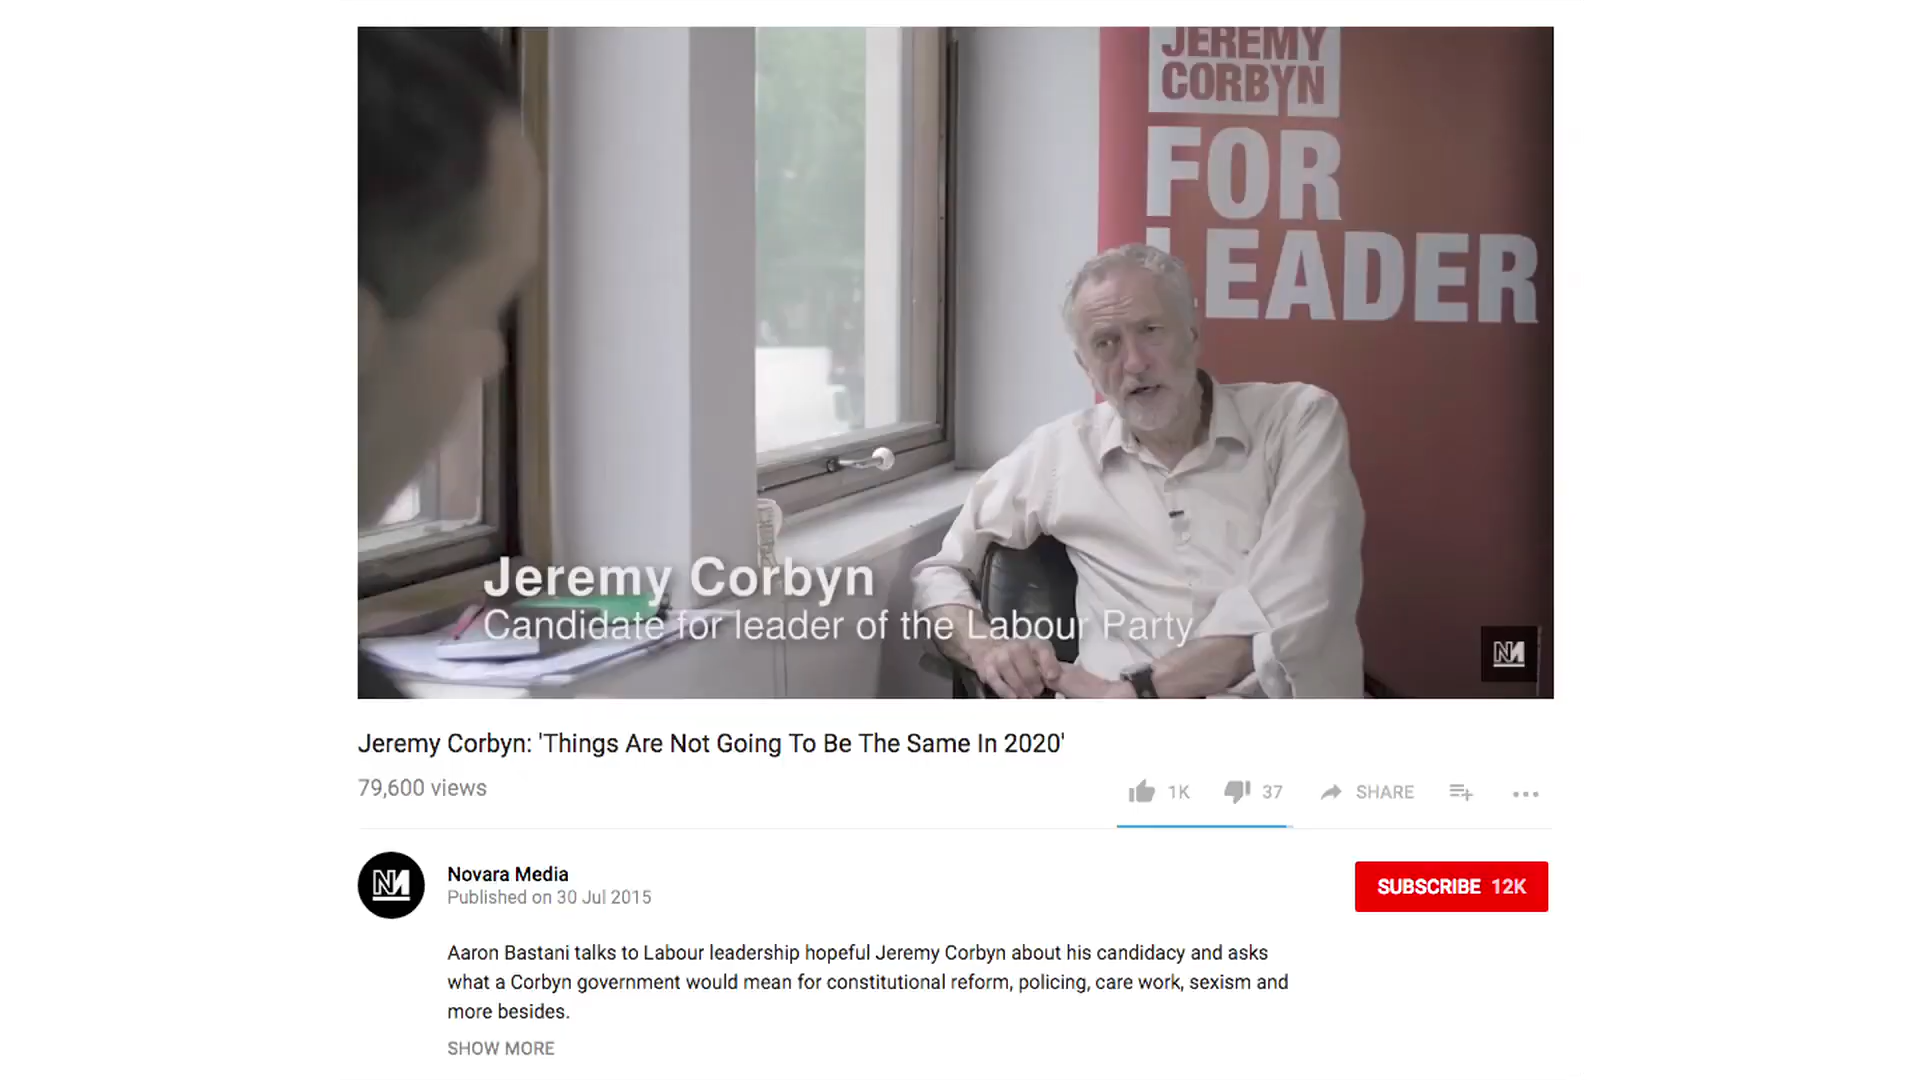 JEREMY
CORBYN
FOR
LEADER
Jeremy Corbyn
Candidate for leader of the Labour Party
NM
Jeremy Corbyn: 'Things Are Not Going To Be The Same In 2020'
79,600 views
1K
37
SHARE
NM
Novara Media
Published on 30 Jul 2015
SUBSCRIBE 12K
Aaron Bastani talks to Labour leadership hopeful Jeremy Corbyn about his candidacy and asks
what a Corbyn government would mean for constitutional reform, policing, care work, sexism and
more besides.
SHOW MORE